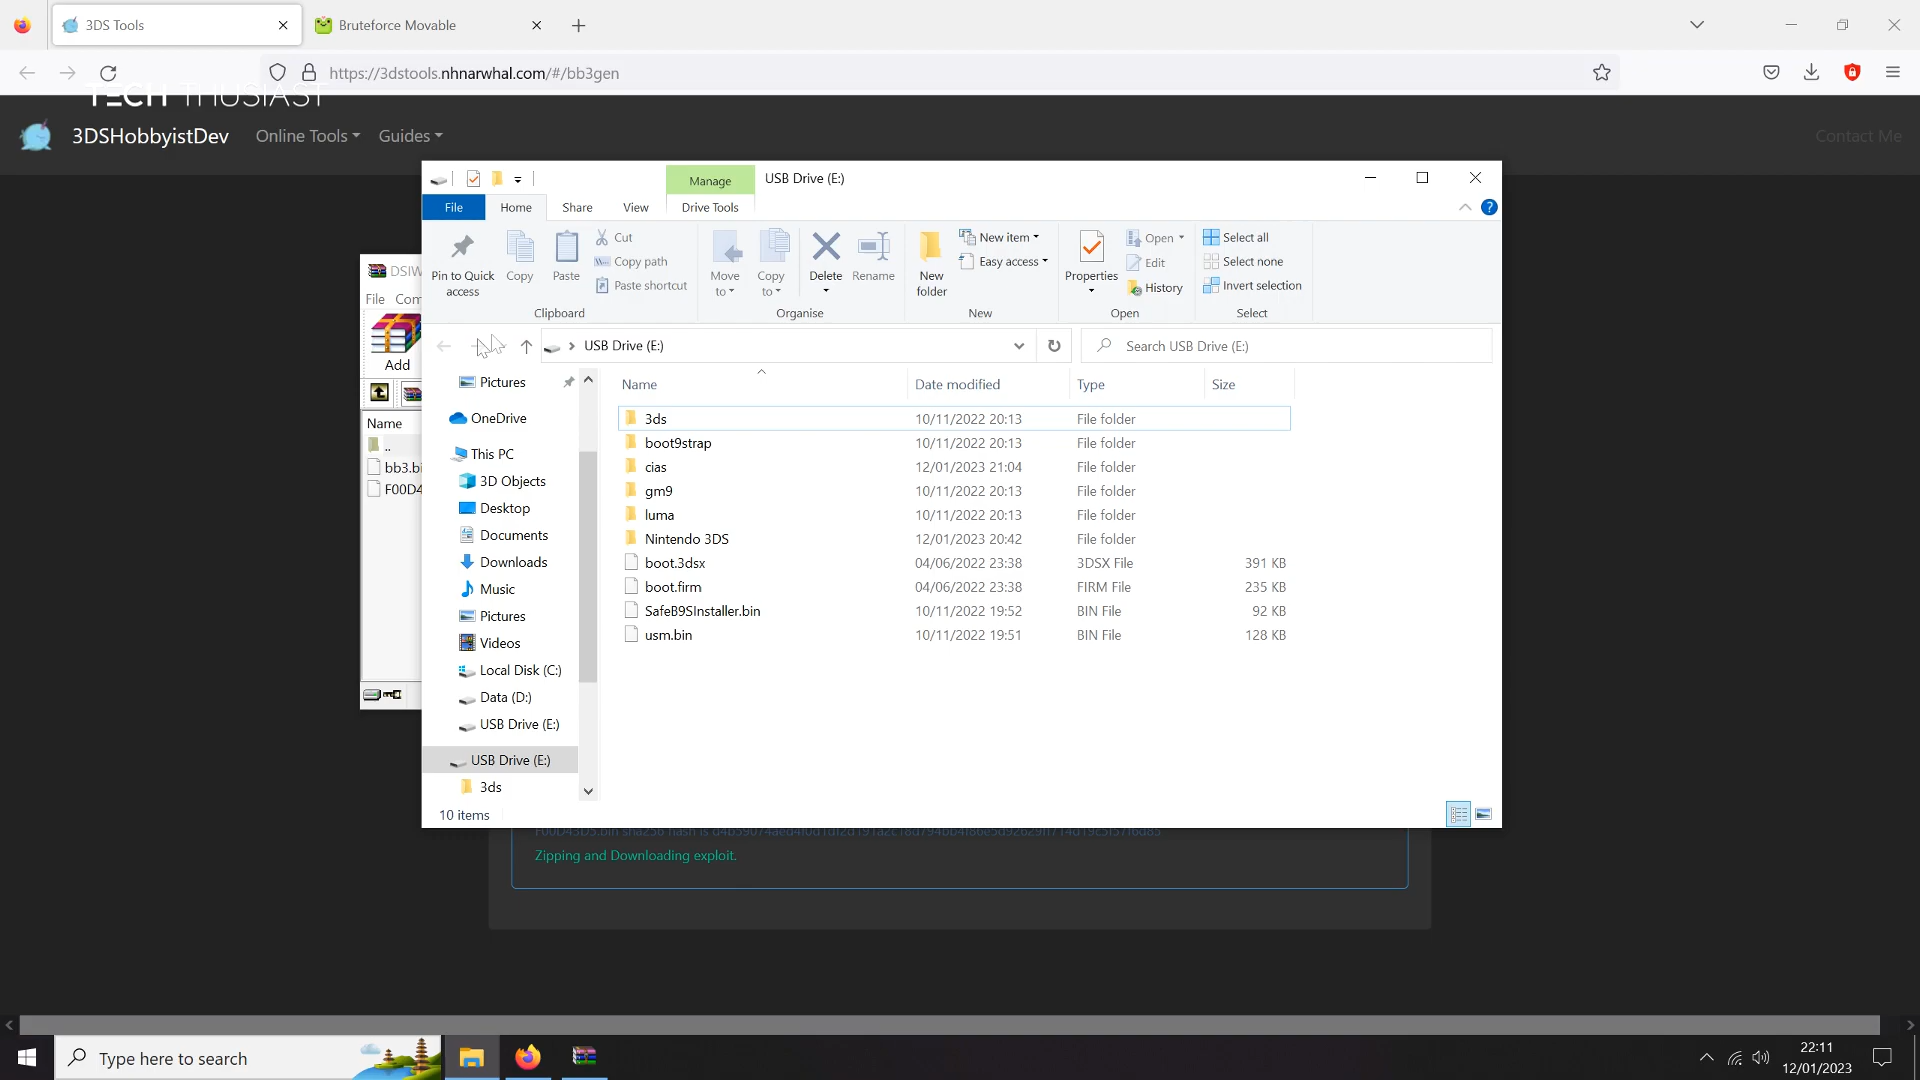 3DS Tools
Bruteforce Movable
https://3dstools.nhnarwhal.com/#/bb3gen
TECH THUSIAST
3DSHobbyistDev
Online Tools
Guides
Contact Me
Manage
USB Drive (E:)
File
Home
Share
View
Drive Tools
Pin to Quick access
Copy
Paste
Cut
Copy path
Paste shortcut
Clipboard
Move to
Copy to
Delete
Rename
Organise
New folder
New item
Easy access
New
Properties
Open
Edit
History
Open
Select all
Select none
Invert selection
Select
DSIW
File Com
Add
Name
..
bb3.bi
F00D4
USB Drive (E:)
Search USB Drive (E:)
Pictures
OneDrive
This PC
3D Objects
Desktop
Documents
Downloads
Music
Pictures
Videos
Local Disk (C:)
Data (D:)
USB Drive (E:)
USB Drive (E:)
3ds
Name Date modified Type Size
3ds 10/11/2022 20:13 File folder
boot9strap 10/11/2022 20:13 File folder
cias 12/01/2023 21:04 File folder
gm9 10/11/2022 20:13 File folder
luma 10/11/2022 20:13 File folder
Nintendo 3DS 12/01/2023 20:42 File folder
boot.3dsx 04/06/2022 23:38 3DSX File 391 KB
boot.firm 04/06/2022 23:38 FIRM File 235 KB
SafeB9SInstaller.bin 10/11/2022 19:52 BIN File 92 KB
usm.bin 10/11/2022 19:51 BIN File 128 KB
10 items
Zipping and Downloading exploit.
Type here to search
22:11
12/01/2023